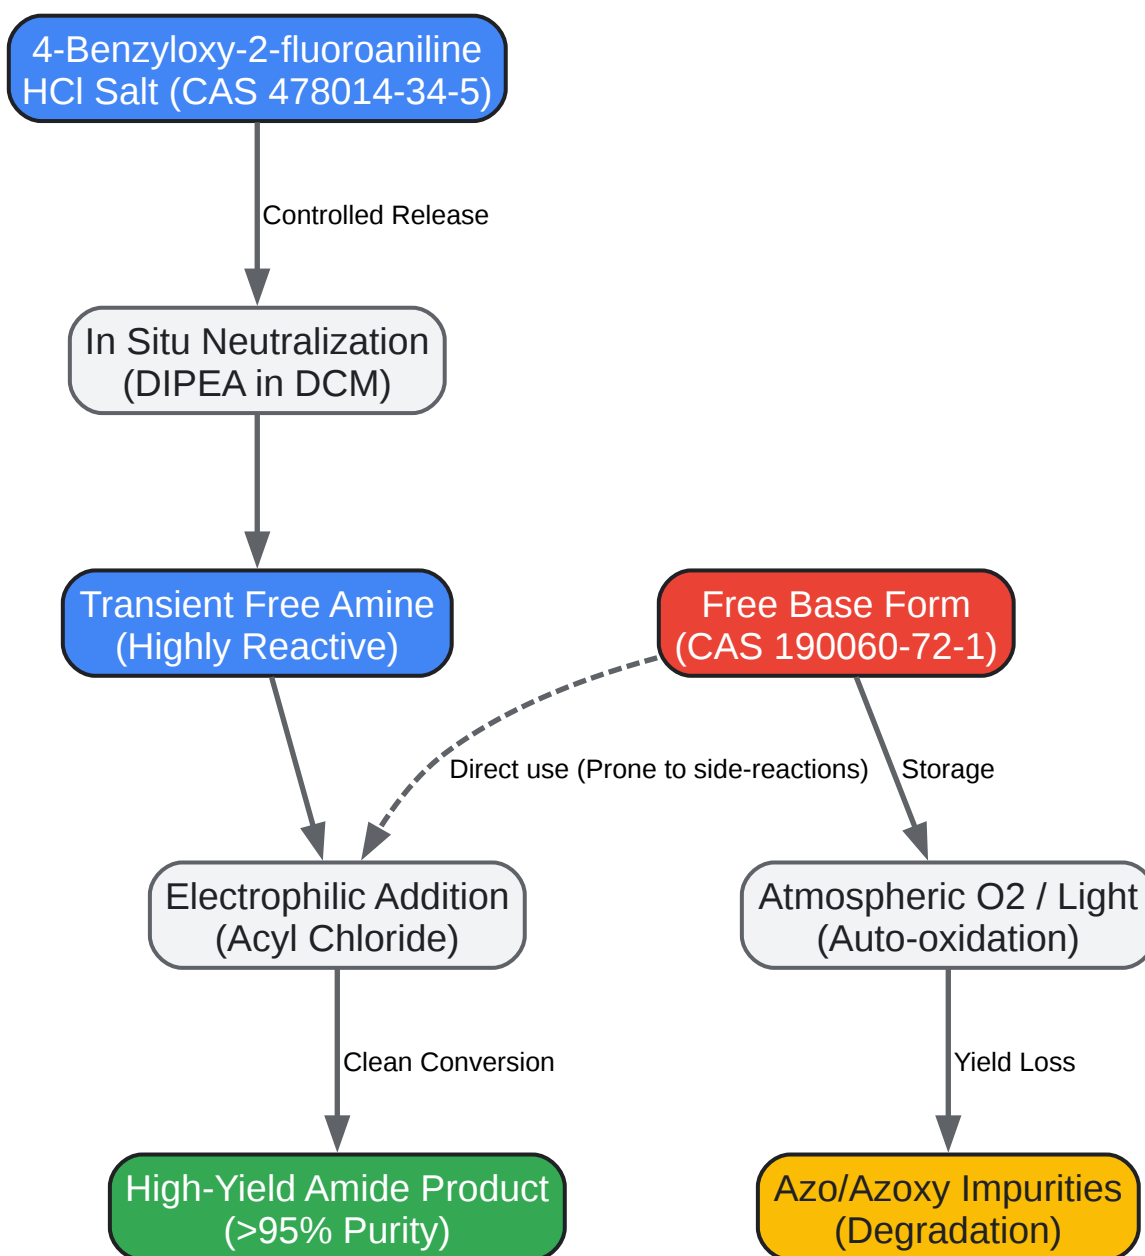 4-Benzyloxy-2-fluoroaniline
HCl Salt (CAS 478014-34-5)
Controlled Release
In Situ Neutralization
(DIPEA in DCM)
Transient Free Amine
(Highly Reactive)
Free Base Form
(CAS 190060-72-1)
Direct use (Prone to side-reactions)
Storage
Electrophilic Addition
(Acyl Chloride)
Atmospheric O2 / Light
(Auto-oxidation)
Clean Conversion
Yield Loss
High-Yield Amide Product
(>95% Purity)
Azo/Azoxy Impurities
(Degradation)